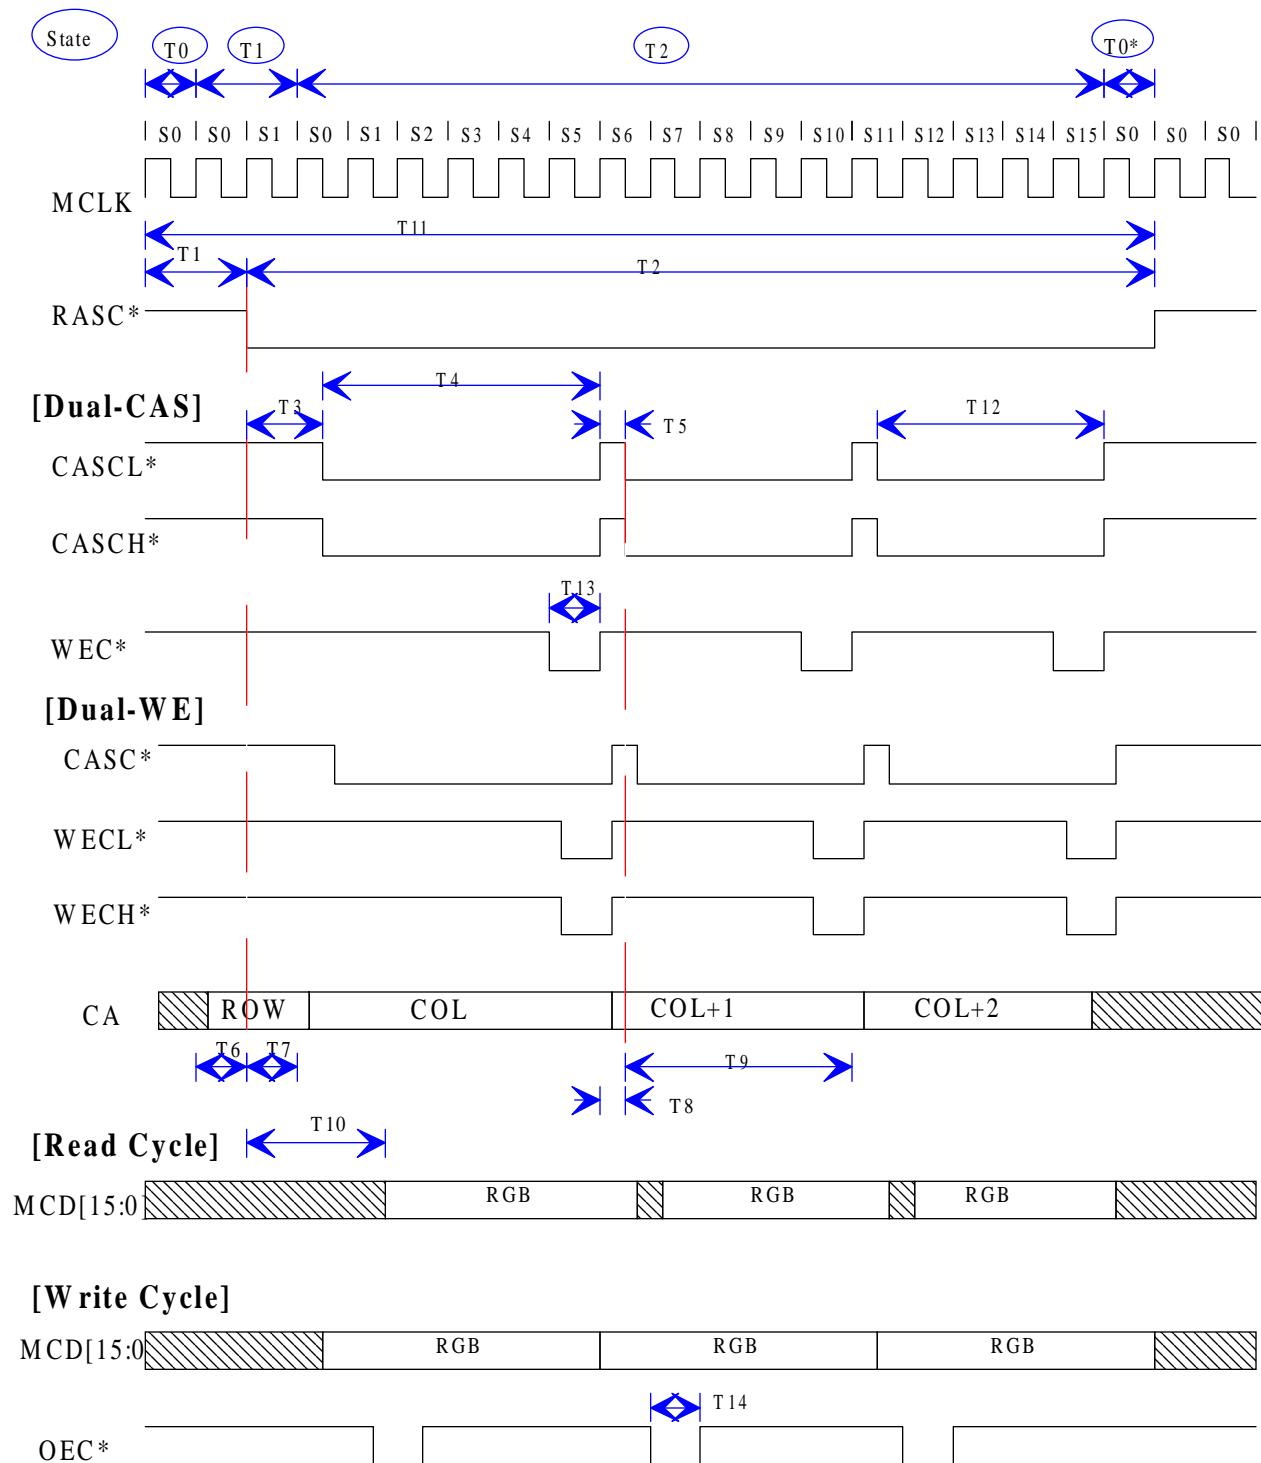 State T0 T1 T2 T0*
S0 S0 S1 S0 S1 S2 S3 S4 S5 S6 S7 S8 S9 S10 S11 S12 S13 S14 S15 S0 S0 S0
MCLK
T11
T1 T2
RASC*
T4
[Dual-CAS] T3 T5 T12
CASCL*
CASCH*
T13
WEC*
[Dual-WE]
CASC*
WECL*
WECH*
CA ROW COL COL+1 COL+2
T6 T7 T9
T8
T10
[Read Cycle]
MCD[15:0] RGB RGB RGB
[Write Cycle]
MCD[15:0 RGB RGB RGB
T14
OEC*